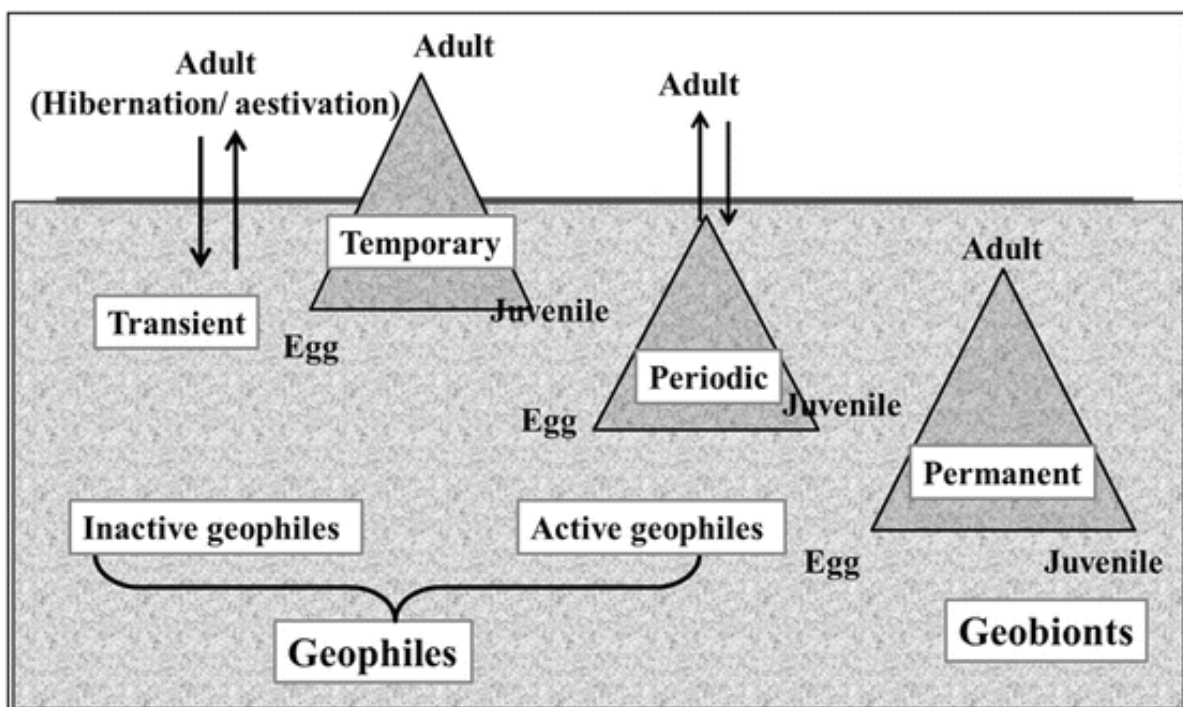 Adult
(Hibernation/ aestivation)
Transient
Adult
Temporary
Egg
Juvenile
Adult
Periodic
Egg
Juvenile
Adult
Permanent
Egg
Juvenile
Inactive geophiles
Active geophiles
Geophiles
Geobionts